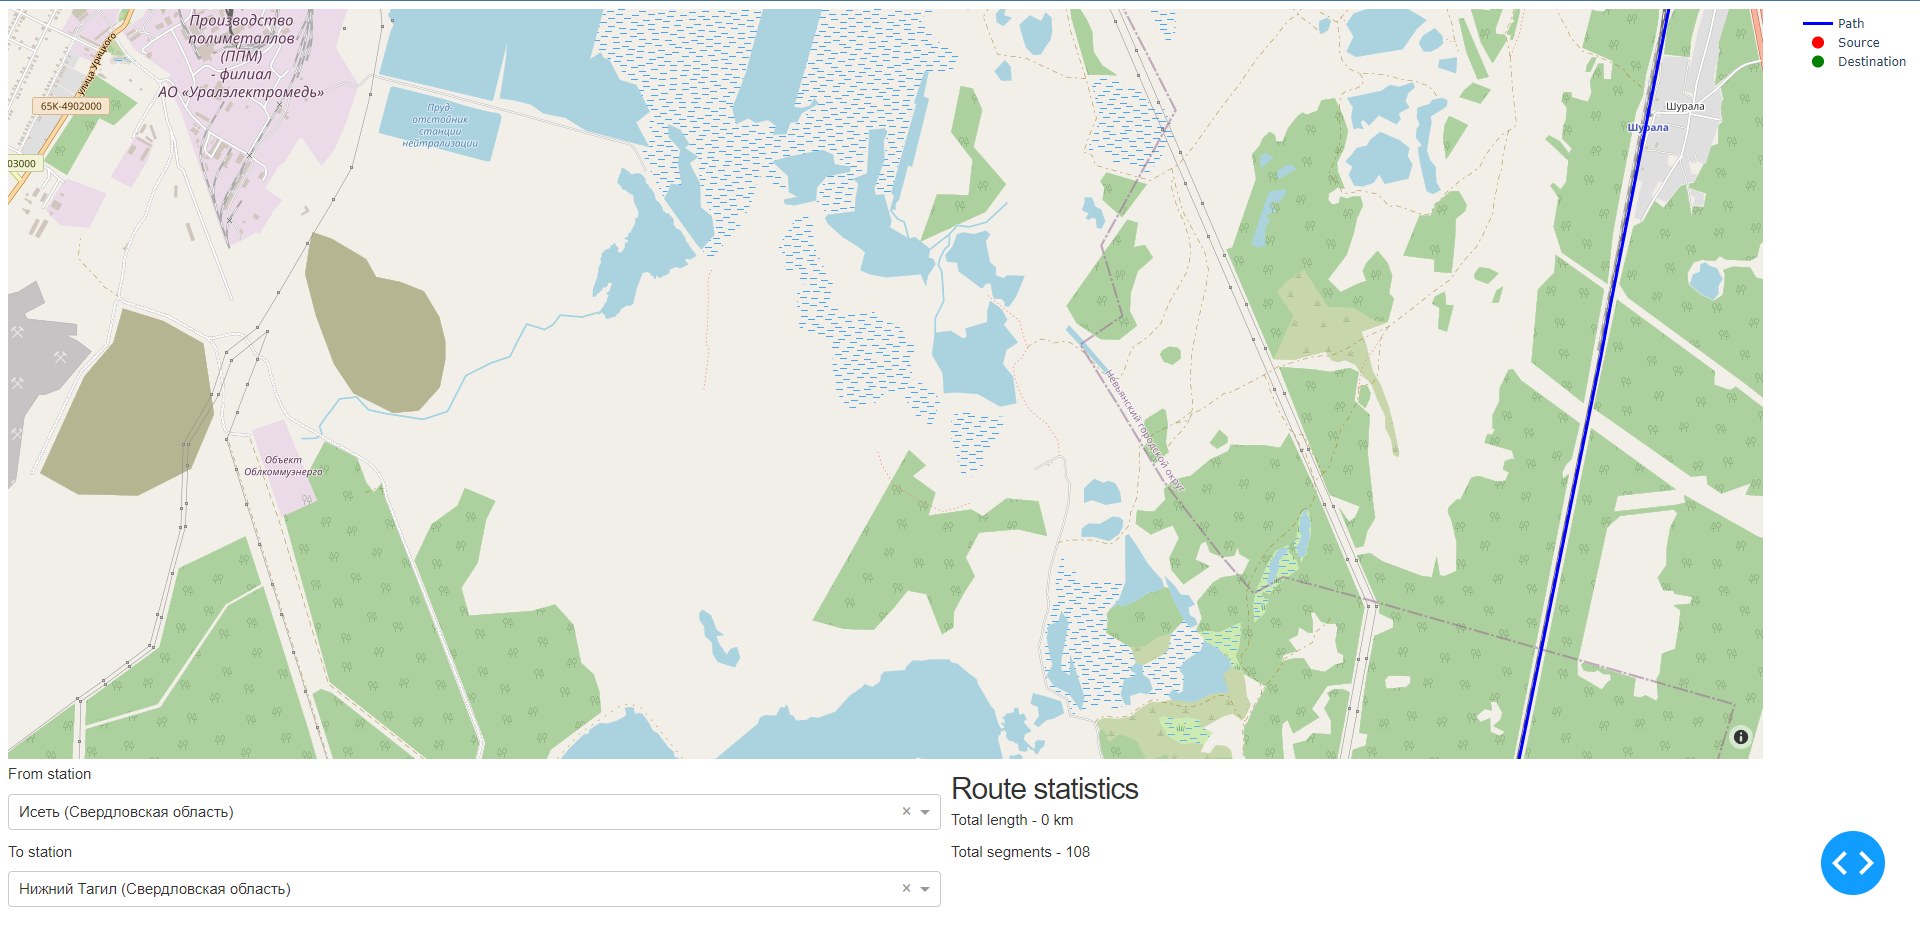 Производство
полиметаллов
(ППМ)
- филиал
АО «Уралэлектромедь»
улица Урицкого
65К-4902000
03000
Пруд-
отстойник
станции
нейтрализации
Шурала
Шурала
Невьянский городской округ
Объект
Облкоммуэнерго
Path
Source
Destination
From station
Исеть (Свердловская область)
To station
Нижний Тагил (Свердловская область)
Route statistics
Total length - 0 km
Total segments - 108